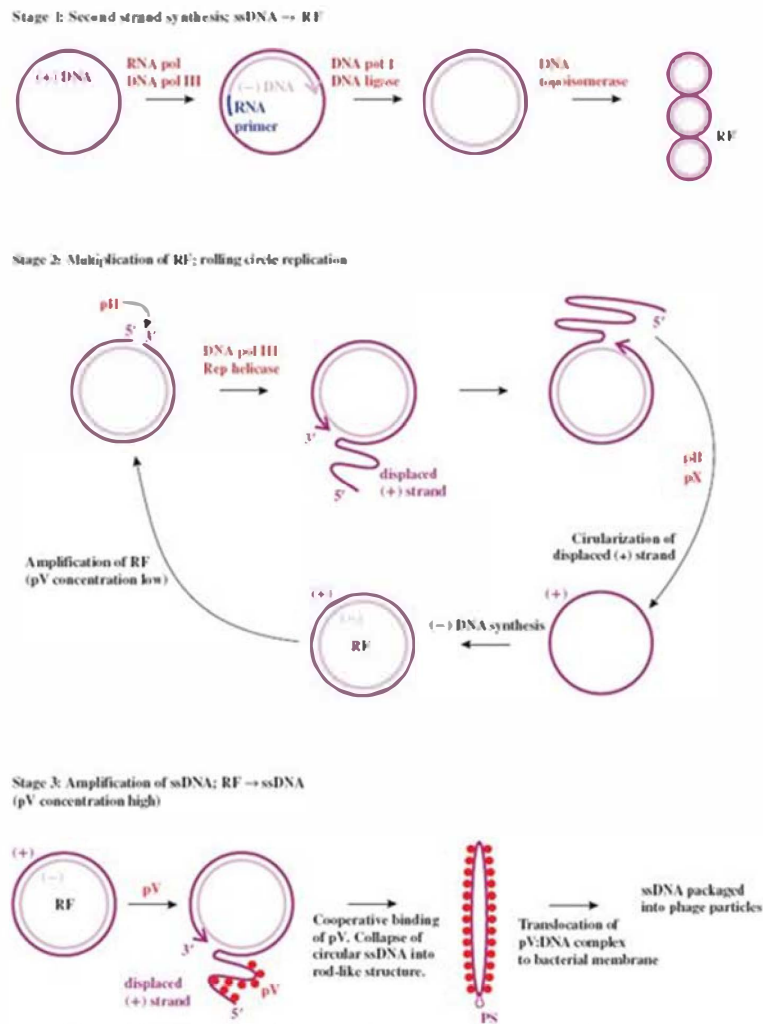 Stage 1: Second strand synthesis; ssDNA → RF
(+) DNA
RNA pol
DNA pol III
(−) DNA
RNA
primer
DNA pol I
DNA ligase
DNA
topoisomerase
RF
Stage 2: Multiplication of RF; rolling circle replication
pII
5′ 3′
DNA pol III
Rep helicase
3′
5′
displaced
(+) strand
5′
pII
pX
Cirularization of
displaced (+) strand
Amplification of RF
(pV concentration low)
(+)
(−)
RF
(−) DNA synthesis
(+)
Stage 3: Amplification of ssDNA; RF → ssDNA
(pV concentration high)
(+)
(−)
RF
pV
3′
displaced
(+) strand
pV
5′
Cooperative binding
of pV. Collapse of
circular ssDNA into
rod-like structure.
PS
Translocation of
pV:DNA complex
to bacterial membrane
ssDNA packaged
into phage particles